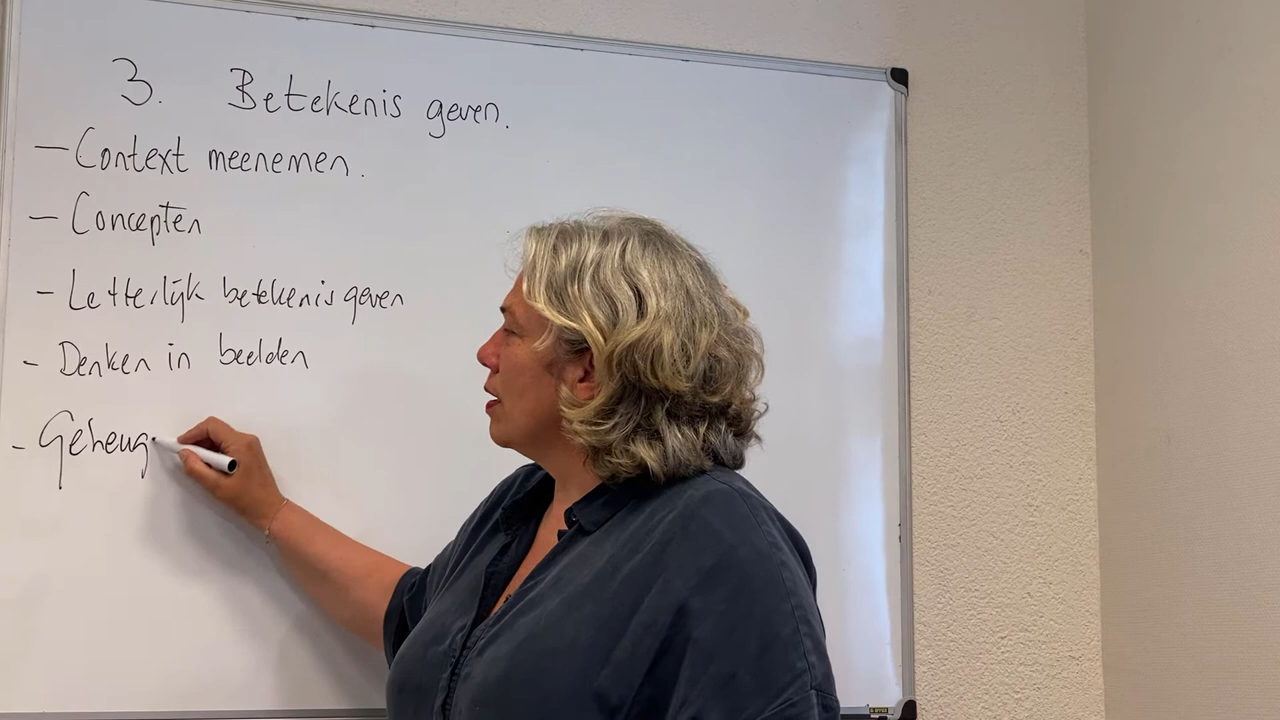 3. Betekenis geven.
- Context meenemen.
- Concepten
- Letterlijk betekenis geven
- Denken in beelden
- Geheug